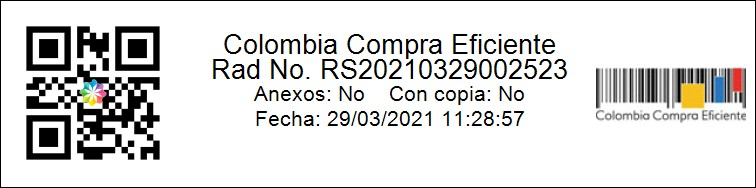 Colombia Compra Eficiente
Rad No. RS20210329002523
Anexos: No Con copia: No
Fecha: 29/03/2021 11:28:57
Colombia Compra Eficiente